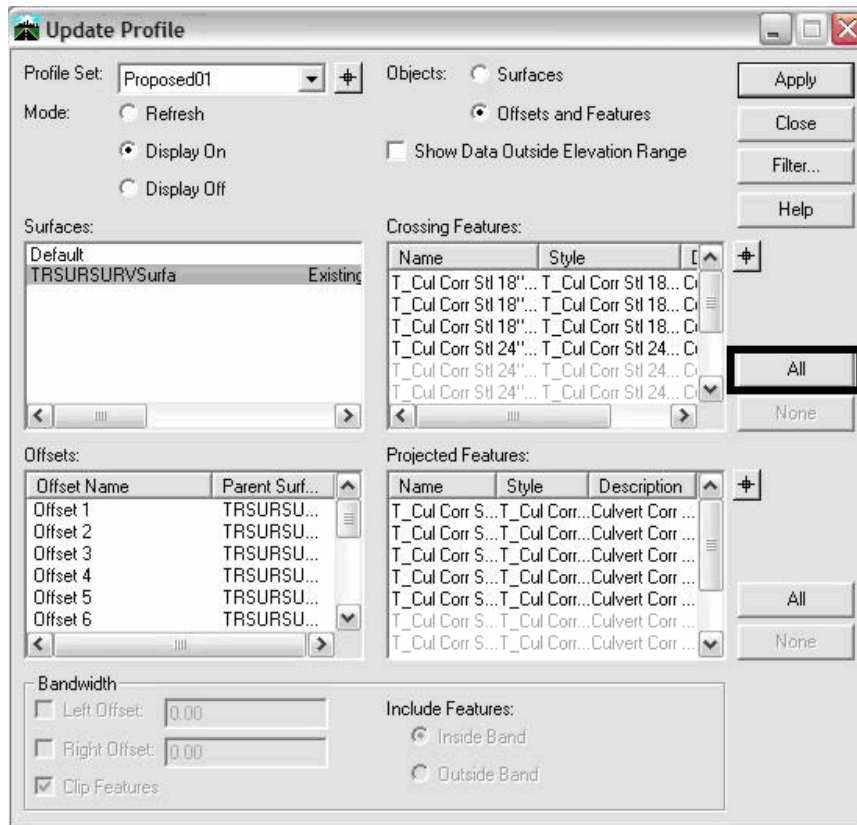 Update Profile
Profile Set: Proposed01
Mode: Refresh
Display On
Display Off
Objects: Surfaces
Offsets and Features
Show Data Outside Elevation Range
Apply
Close
Filter...
Help
Surfaces:
Default
TRSURSURVSurfa Existing
Crossing Features:
Name Style
T_Cul Corr Stl 18"... T_Cul Corr Stl 18...
T_Cul Corr Stl 18"... T_Cul Corr Stl 18...
T_Cul Corr Stl 18"... T_Cul Corr Stl 18...
T_Cul Corr Stl 24"... T_Cul Corr Stl 24...
T_Cul Corr Stl 24"... T_Cul Corr Stl 24...
T_Cul Corr Stl 24"... T_Cul Corr Stl 24...
All
None
Offsets:
Offset Name Parent Surf...
Offset 1 TRSURSU...
Offset 2 TRSURSU...
Offset 3 TRSURSU...
Offset 4 TRSURSU...
Offset 5 TRSURSU...
Offset 6 TRSURSU...
Projected Features:
Name Style Description
T_Cul Corr S... T_Cul Corr... Culvert Corr ...
T_Cul Corr S... T_Cul Corr... Culvert Corr ...
T_Cul Corr S... T_Cul Corr... Culvert Corr ...
T_Cul Corr S... T_Cul Corr... Culvert Corr ...
T_Cul Corr S... T_Cul Corr... Culvert Corr ...
T_Cul Corr S... T_Cul Corr... Culvert Corr ...
T_Cul Corr S... T_Cul Corr... Culvert Corr ...
All
None
Bandwidth
Left Offset: 0.00
Right Offset: 0.00
Clip Features
Include Features:
Inside Band
Outside Band